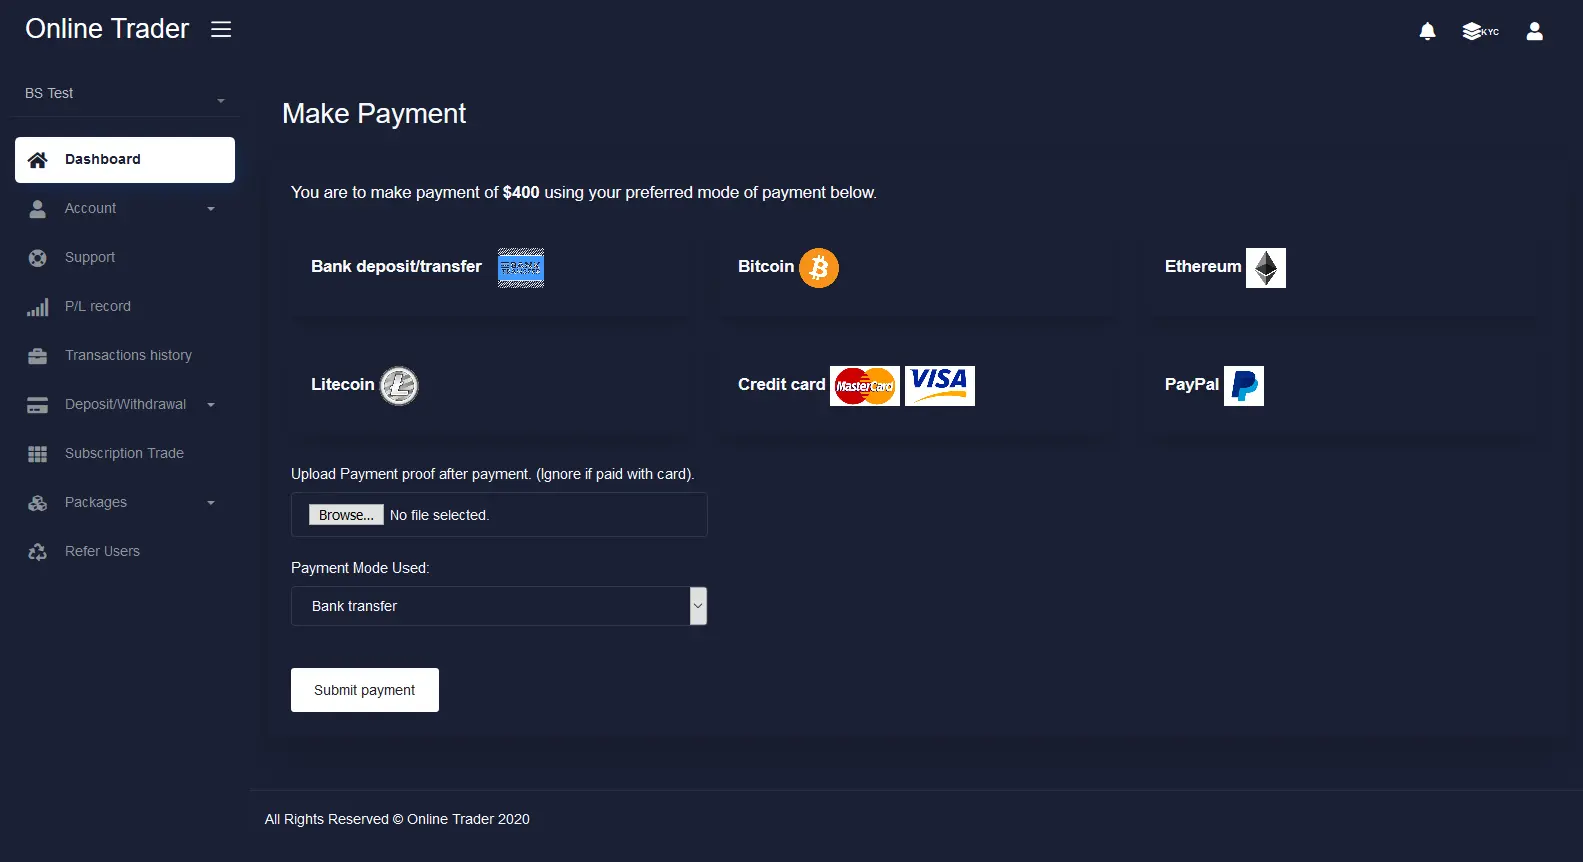 Online Trader
KYC
BS Test
Dashboard
Account
Support
P/L record
Transactions history
Deposit/Withdrawal
Subscription Trade
Packages
Refer Users
Make Payment
You are to make payment of $400 using your preferred mode of payment below.
Bank deposit/transfer
Bitcoin
Ethereum
Litecoin
Credit card MasterCard VISA
PayPal
Upload Payment proof after payment. (Ignore if paid with card).
Browse... No file selected.
Payment Mode Used:
Bank transfer
Submit payment
All Rights Reserved © Online Trader 2020